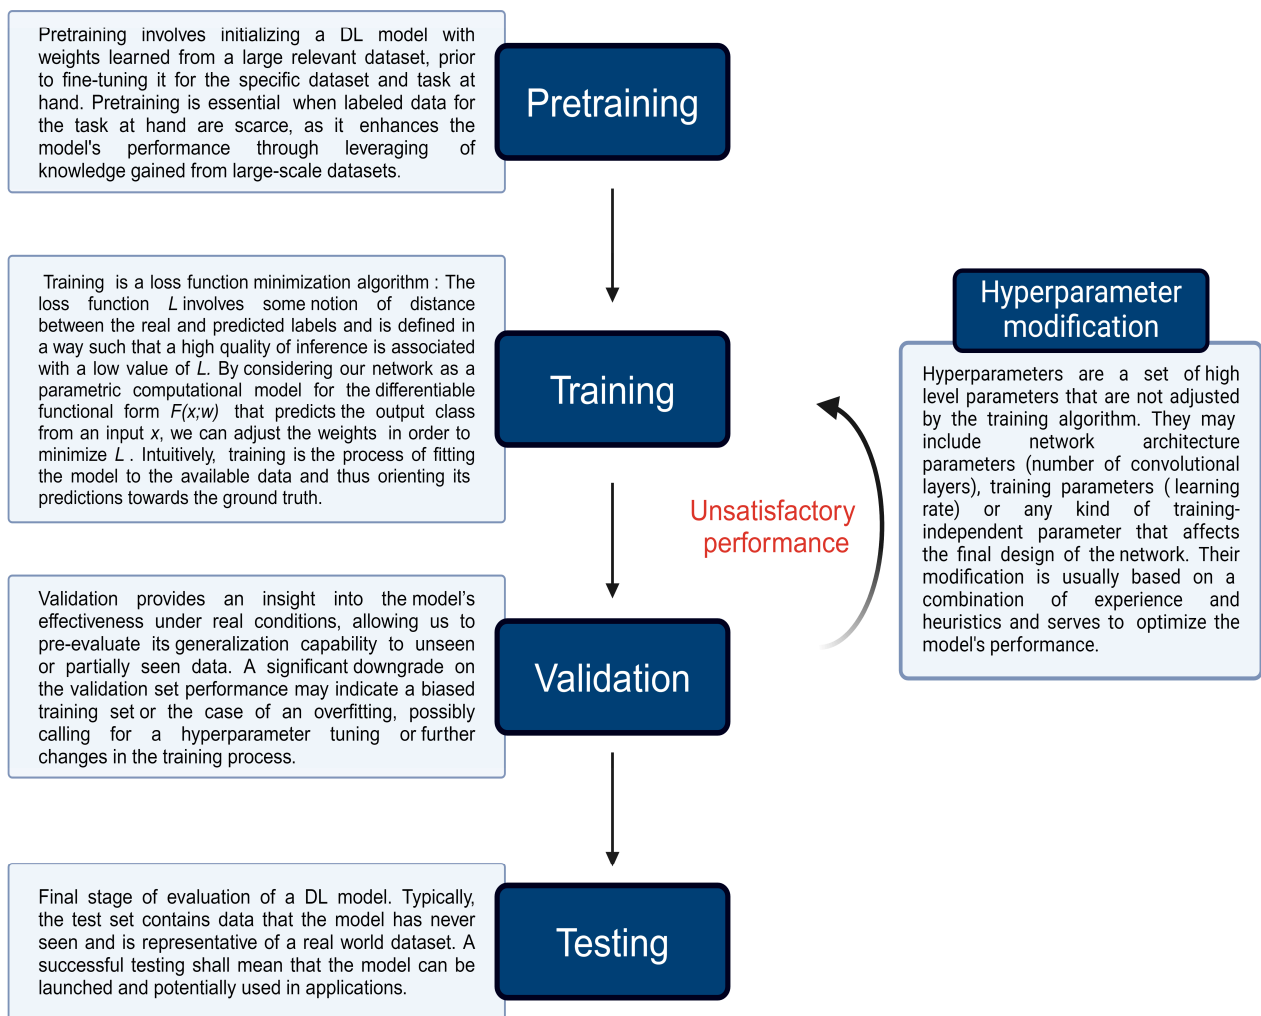 Pretraining involves initializing a DL model with
weights learned from a large relevant dataset, prior
to fine-tuning it for the specific dataset and task at
hand. Pretraining is essential when labeled data for
the task at hand are scarce, as it enhances the
model's performance through leveraging of
knowledge gained from large-scale datasets.
Pretraining
Training is a loss function minimization algorithm : The
loss function L involves some notion of distance
between the real and predicted labels and is defined in
a way such that a high quality of inference is associated
with a low value of L. By considering our network as a
parametric computational model for the differentiable
functional form F(x;w) that predicts the output class
from an input x, we can adjust the weights in order to
minimize L . Intuitively, training is the process of fitting
the model to the available data and thus orienting its
predictions towards the ground truth.
Training
Hyperparameter
modification
Hyperparameters are a set of high
level parameters that are not adjusted
by the training algorithm. They may
include network architecture
parameters (number of convolutional
layers), training parameters ( learning
rate) or any kind of training-
independent parameter that affects
the final design of the network. Their
modification is usually based on a
combination of experience and
heuristics and serves to optimize the
model's performance.
Unsatisfactory
performance
Validation provides an insight into the model's
effectiveness under real conditions, allowing us to
pre-evaluate its generalization capability to unseen
or partially seen data. A significant downgrade on
the validation set performance may indicate a biased
training set or the case of an overfitting, possibly
calling for a hyperparameter tuning or further
changes in the training process.
Validation
Final stage of evaluation of a DL model. Typically,
the test set contains data that the model has never
seen and is representative of a real world dataset. A
successful testing shall mean that the model can be
launched and potentially used in applications.
Testing